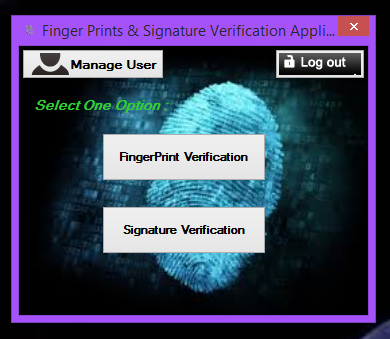 Finger Prints & Signature Verification Appli...
Manage User
Log out
Select One Option
FingerPrint Verification
Signature Verification